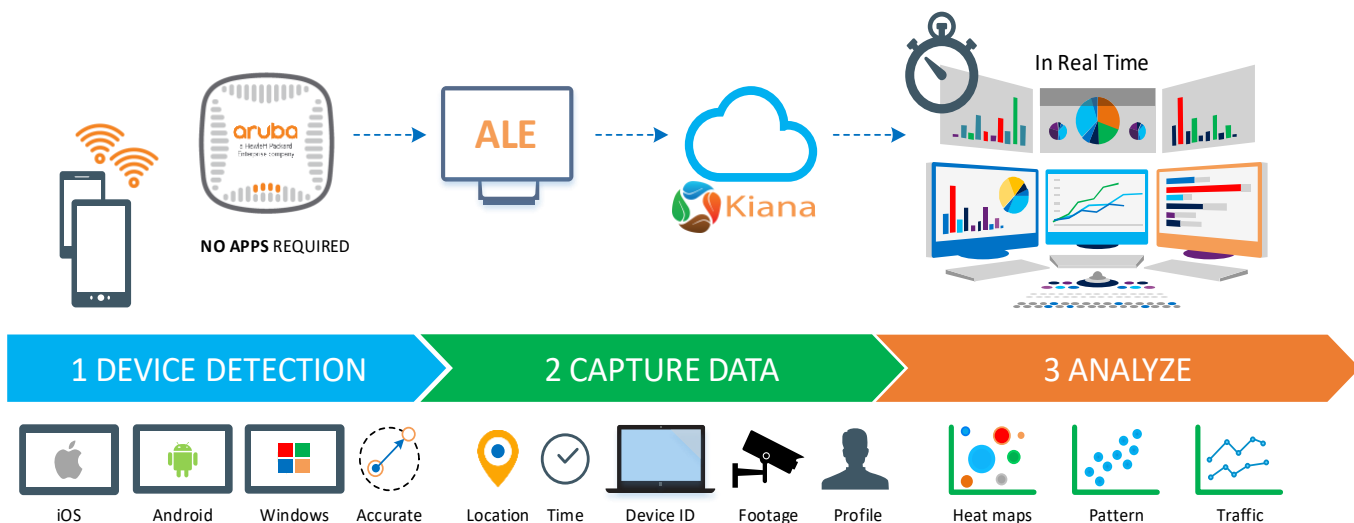 In Real Time
aruba
a Hewlett Packard
Enterprise company
ALE
Kiana
NO APPS REQUIRED
1 DEVICE DETECTION
2 CAPTURE DATA
3 ANALYZE
iOS
Android
Windows
Accurate
Location
Time
Device ID
Footage
Profile
Heat maps
Pattern
Traffic